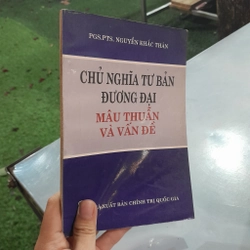 PGS.PTS. NGUYỄN KHẮC THÂN
CHỦ NGHĨA TƯ BẢN
ĐƯƠNG ĐẠI
MÂU THUẪN
VÀ VẤN ĐỀ
XUẤT BẢN CHÍNH TRỊ QUỐC GIA